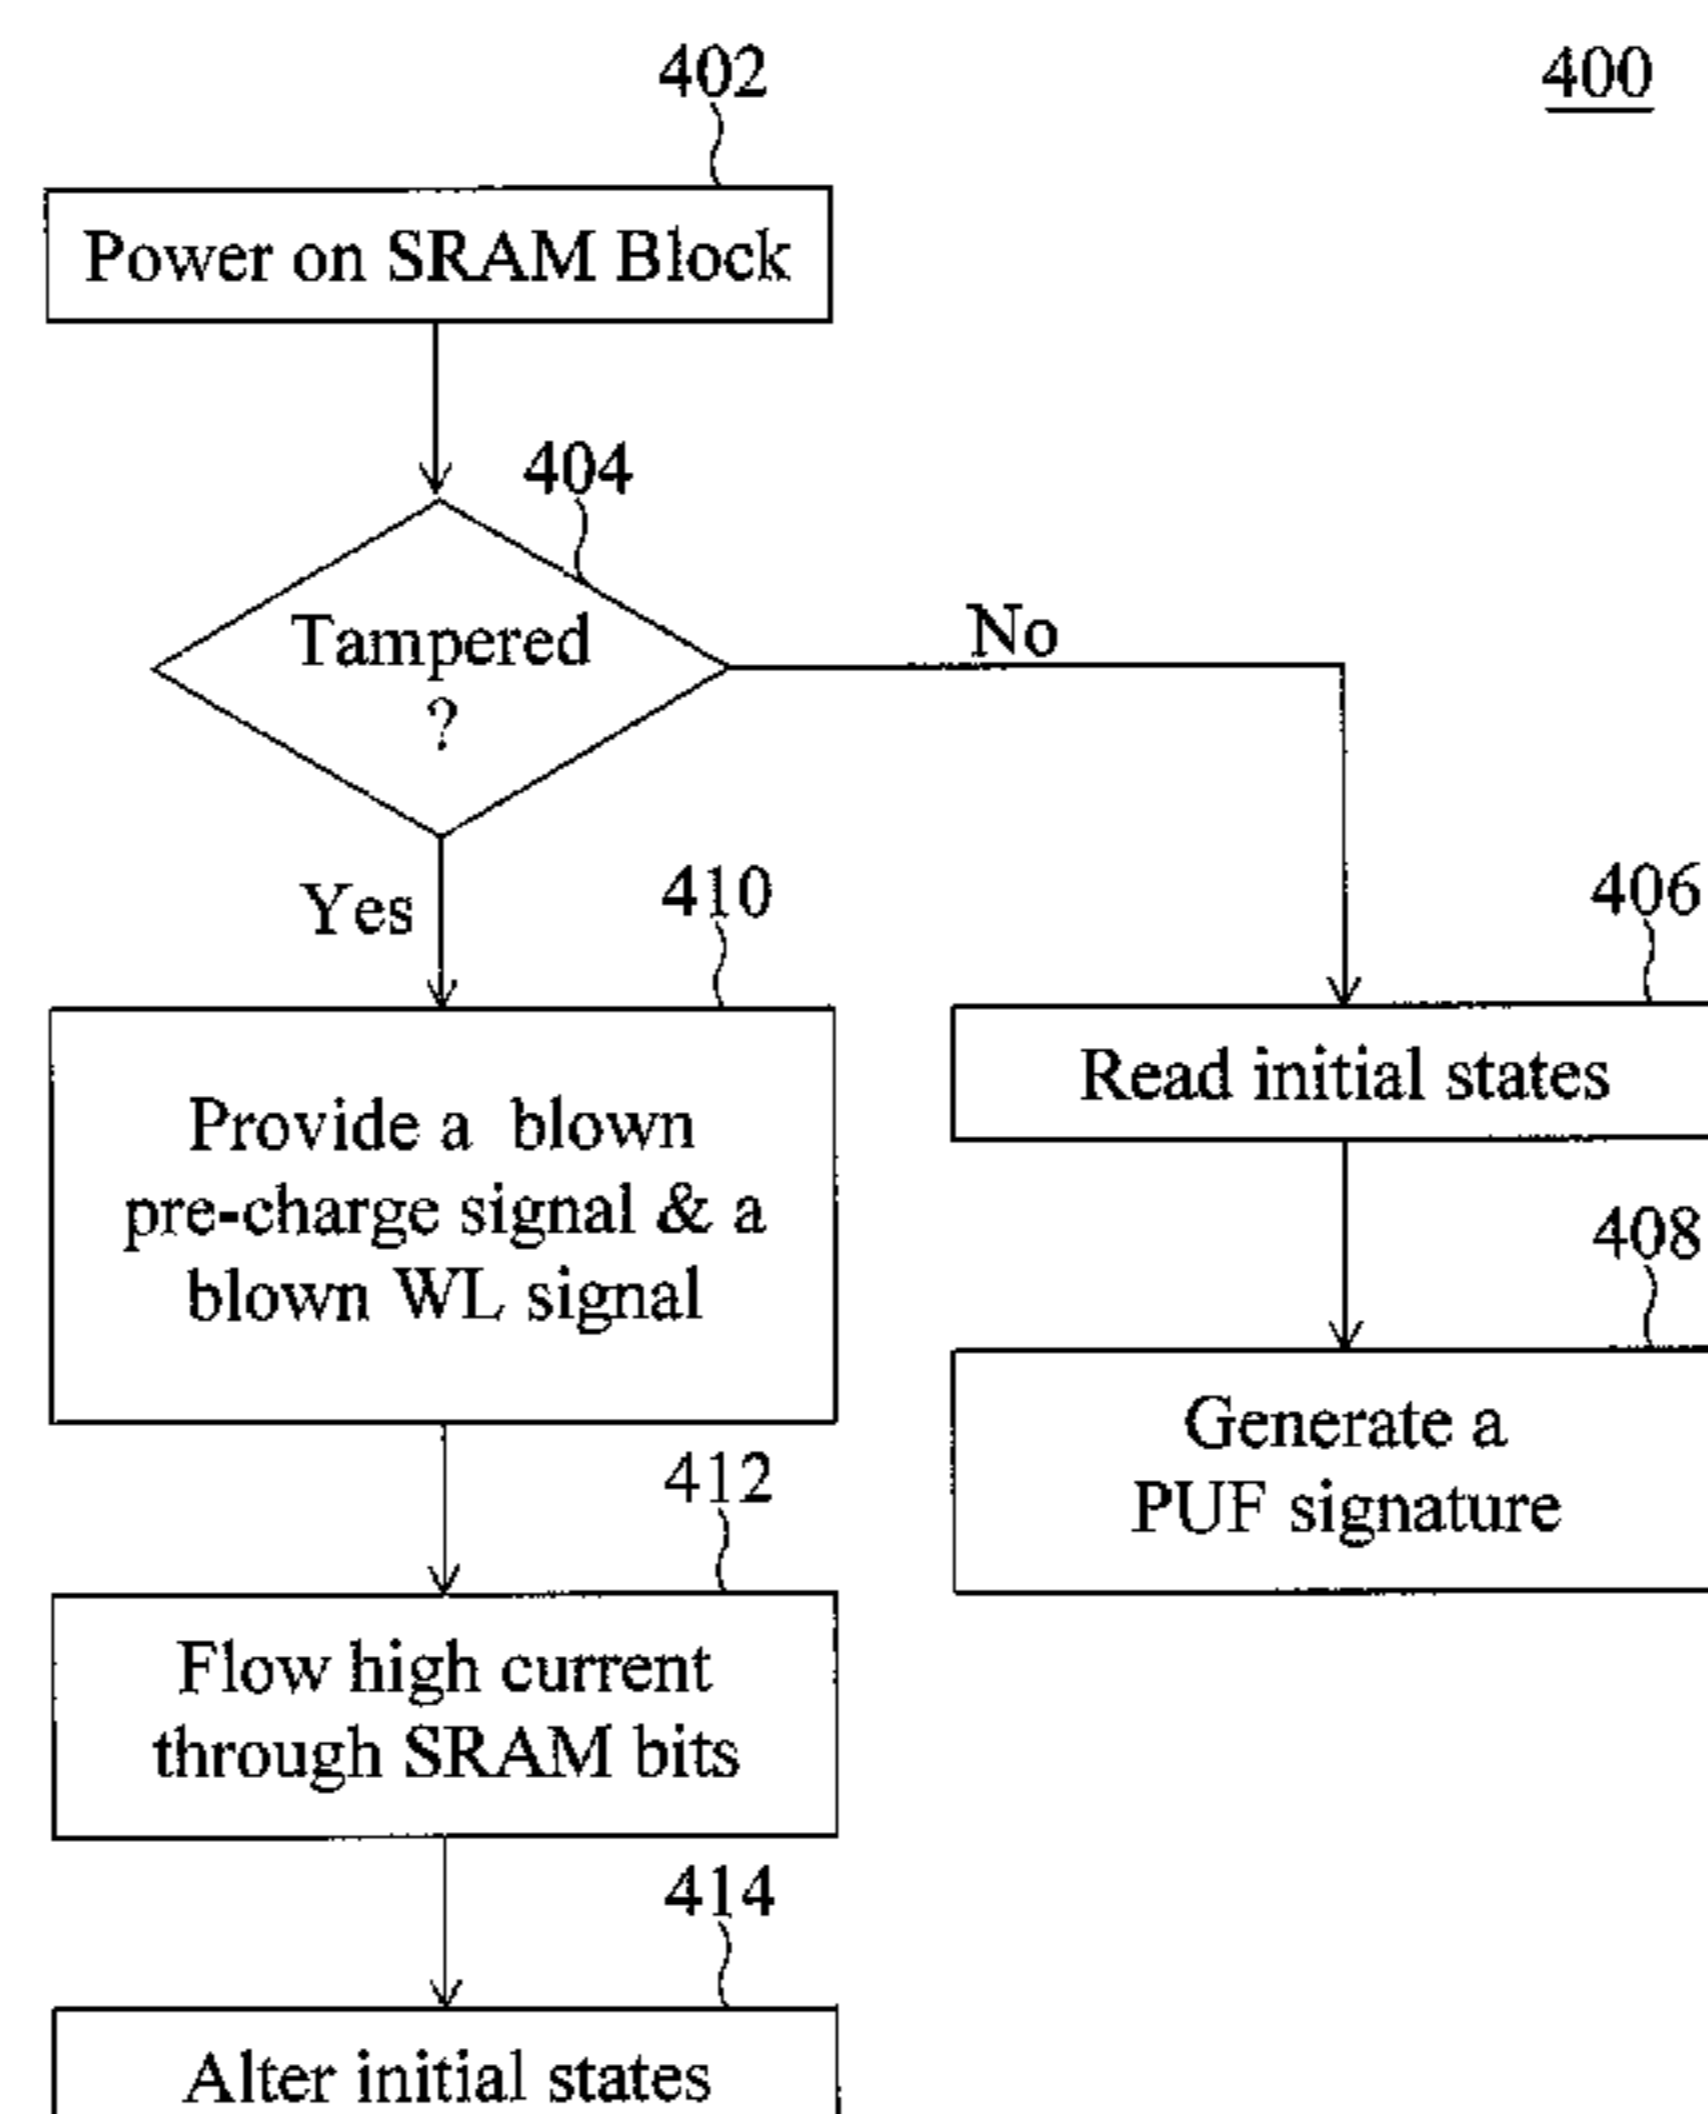 402
400
Power on SRAM Block
404
Tampered
?
No
Yes
410
406
Provide a blown
pre-charge signal & a
blown WL signal
Read initial states
408
Generate a
PUF signature
412
Flow high current
through SRAM bits
414
Alter initial states